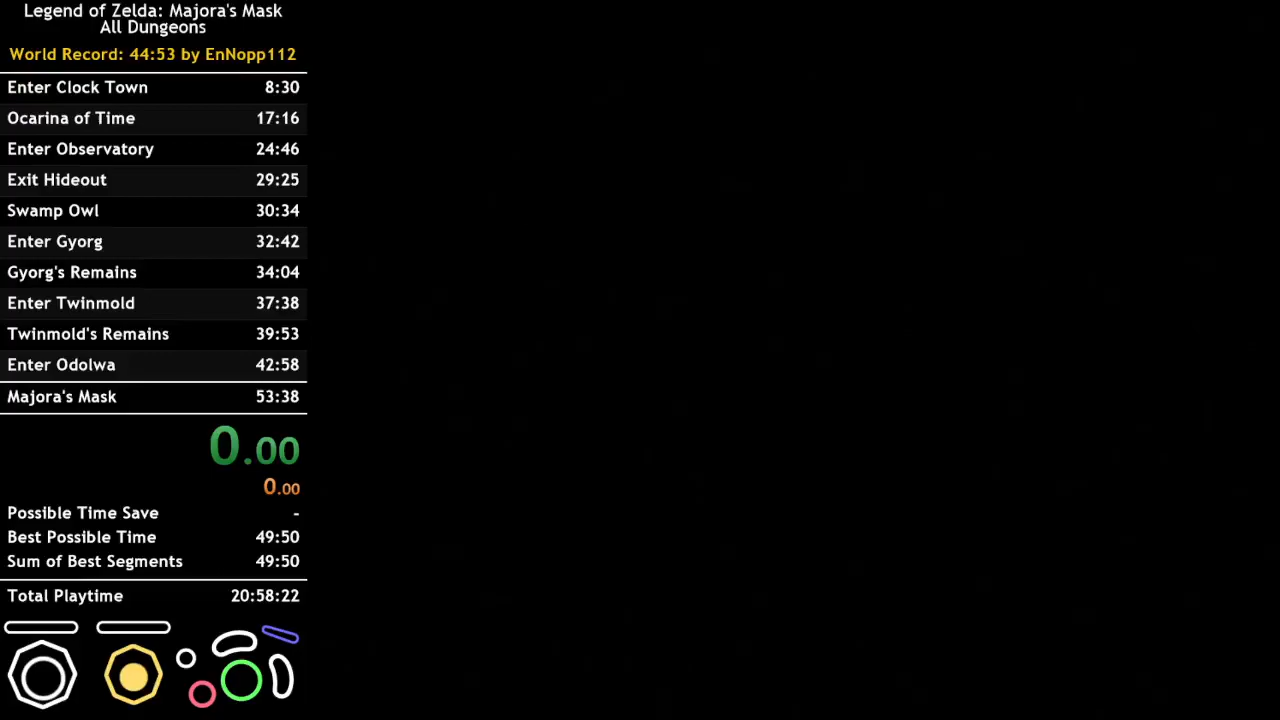 Legend of Zelda: Majora's Mask
All Dungeons
World Record: 44:53 by EnNopp112
Enter Clock Town 8:30
Ocarina of Time 17:16
Enter Observatory 24:46
Exit Hideout 29:25
Swamp Owl 30:34
Enter Gyorg 32:42
Gyorg's Remains 34:04
Enter Twinmold 37:38
Twinmold's Remains 39:53
Enter Odolwa 42:58
Majora's Mask 53:38
0.00
0.00
Possible Time Save -
Best Possible Time 49:50
Sum of Best Segments 49:50
Total Playtime 20:58:22